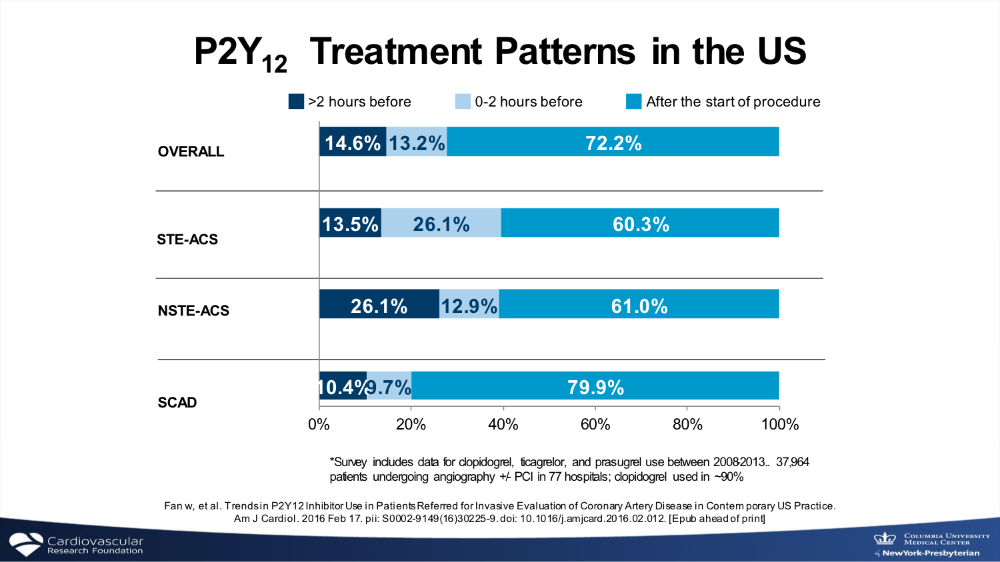 P2Y12 Treatment Patterns in the US
>2 hours before 0-2 hours before After the start of procedure
OVERALL 14.6% 13.2% 72.2%
STE-ACS 13.5% 26.1% 60.3%
NSTE-ACS 26.1% 12.9% 61.0%
SCAD 10.4% 9.7% 79.9%
0% 20% 40% 60% 80% 100%
*Survey includes data for clopidogrel, ticagrelor, and prasugrel use between 2008-2013.. 37,964
patients undergoing angiography +/- PCI in 77 hospitals; clopidogrel used in ~90%
Fan w, et al. Trends in P2Y12 Inhibitor Use in Patients Referred for Invasive Evaluation of Coronary Artery Disease in Contem porary US Practice.
Am J Cardiol. 2016 Feb 17. pii: S0002-9149(16)30225-9. doi: 10.1016/j.amjcard.2016.02.012. [Epub ahead of print]
Cardiovascular
Research Foundation
Columbia University
Medical Center
NewYork-Presbyterian